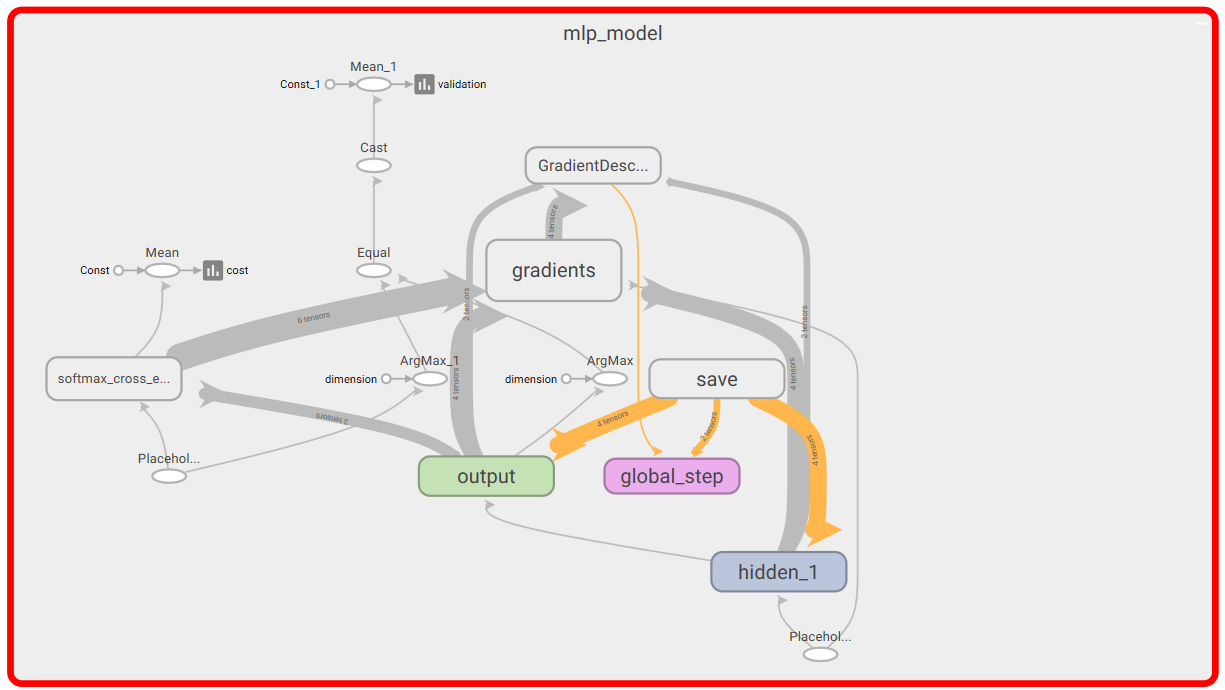 mlp_model
Mean_1
Const_1
validation
Cast
GradientDesc...
4 tensors
Mean
Equal
Const
cost
gradients
6 tensors
2 tensors
2 tensors
softmax_cross_e...
dimension
ArgMax_1
4 tensors
dimension
ArgMax
save
4 tensors
3 tensors
4 tensors
2 tensors
4 tensors
Placehol...
output
global_step
hidden_1
Placehol...